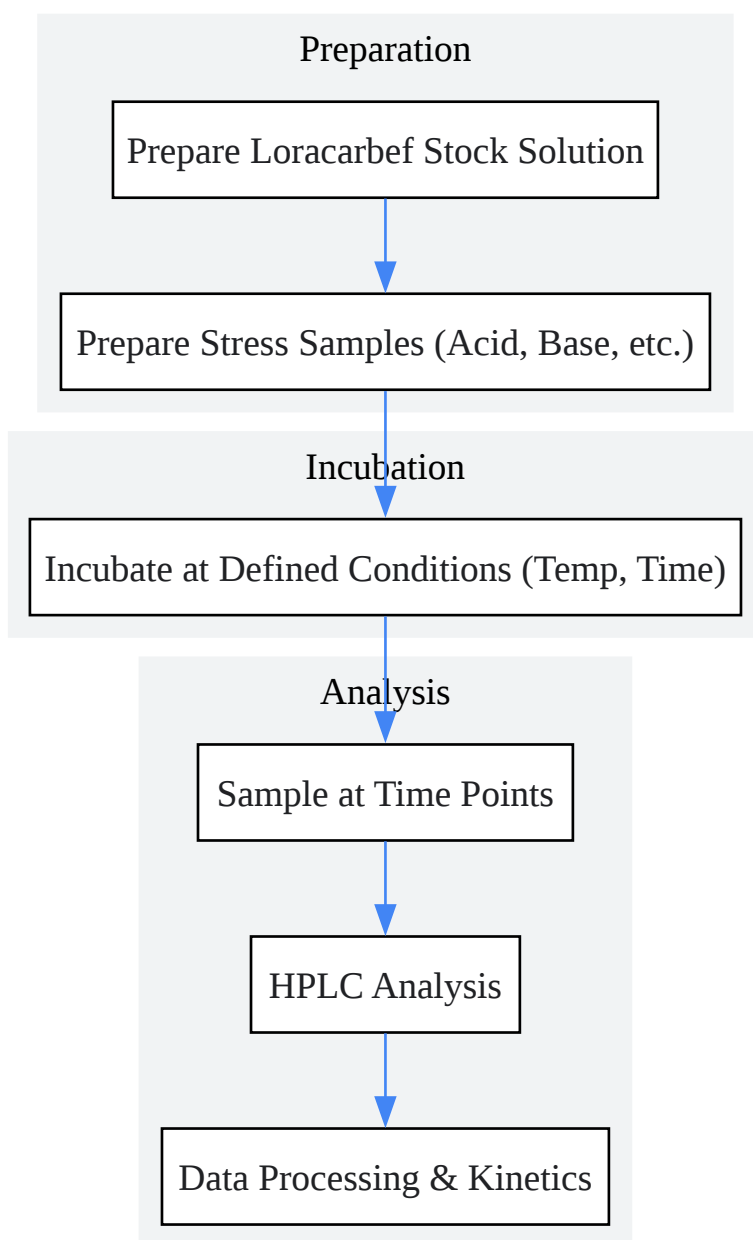 Preparation
Prepare Loracarbef Stock Solution
Prepare Stress Samples (Acid, Base, etc.)
Incubation
Incubate at Defined Conditions (Temp, Time)
Analysis
Sample at Time Points
HPLC Analysis
Data Processing & Kinetics